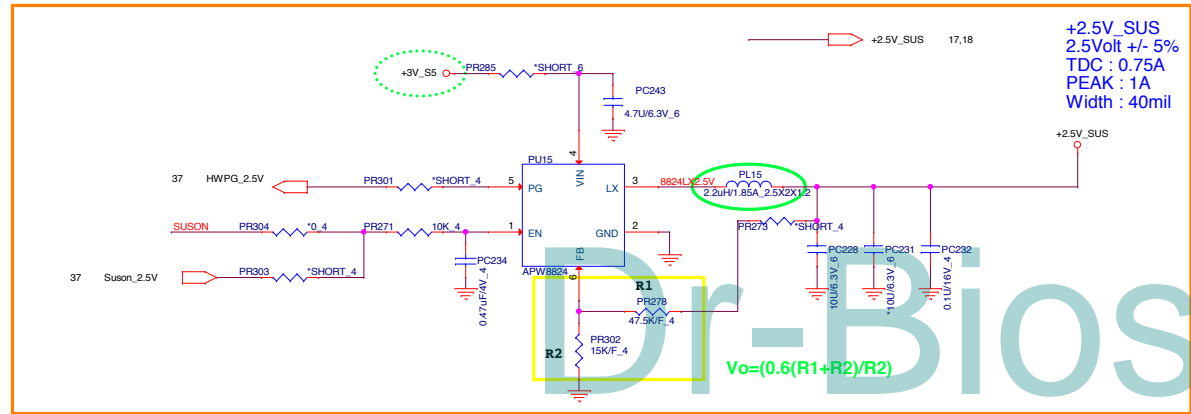 +2.5V_SUS
2.5Volt +/- 5%
TDC : 0.75A
PEAK : 1A
Width : 40mil
+2.5V_SUS 17,18
+3V_S5
PR285
*SHORT_6
PC243
4.7U/6.3V_6
+2.5V_SUS
PU15
4
VIN
37 HWPG_2.5V
PR301
*SHORT_4
5
PG
LX
3
8824LX2.5V
PL15
2.2uH/1.85A_2.5X2X1.2
PR273
*SHORT_4
SUSON
PR304
*0_4
PR271
10K_4
1
EN
GND
2
FB
6
APW8824
PC234
0.47uF/4V_4
37 Suson_2.5V
PR303
*SHORT_4
PC228
10U/6.3V_6
PC231
*10U/6.3V_6
PC232
0.1U/16V_4
R1
PR278
47.5K/F_4
R2
PR302
15K/F_4
Vo=(0.6(R1+R2)/R2)
Dr-Bios